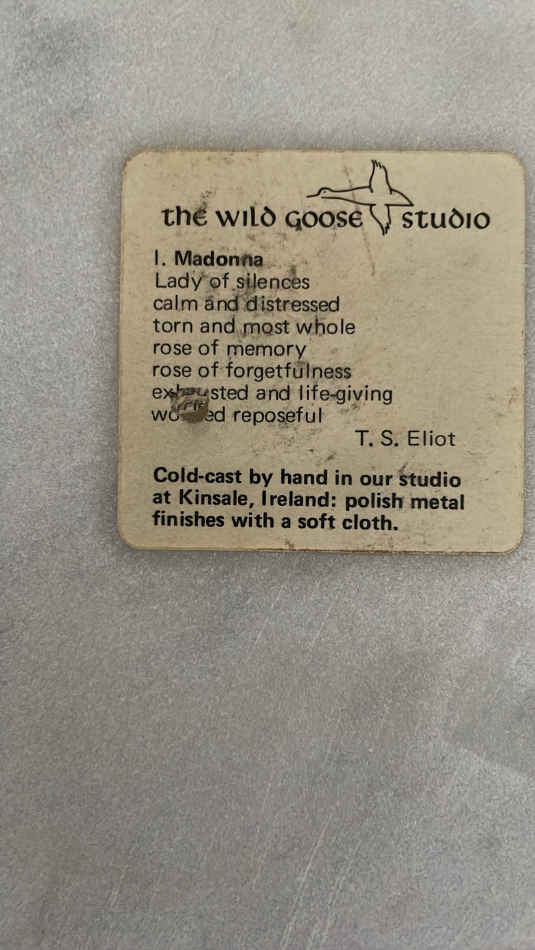 the wild goose studio
I. Madonna
Lady of silences
calm and distressed
torn and most whole
rose of memory
rose of forgetfulness
exhausted and life-giving
reposeful
T. S. Eliot
Cold-cast by hand in our studio
at Kinsale, Ireland: polish metal
finishes with a soft cloth.